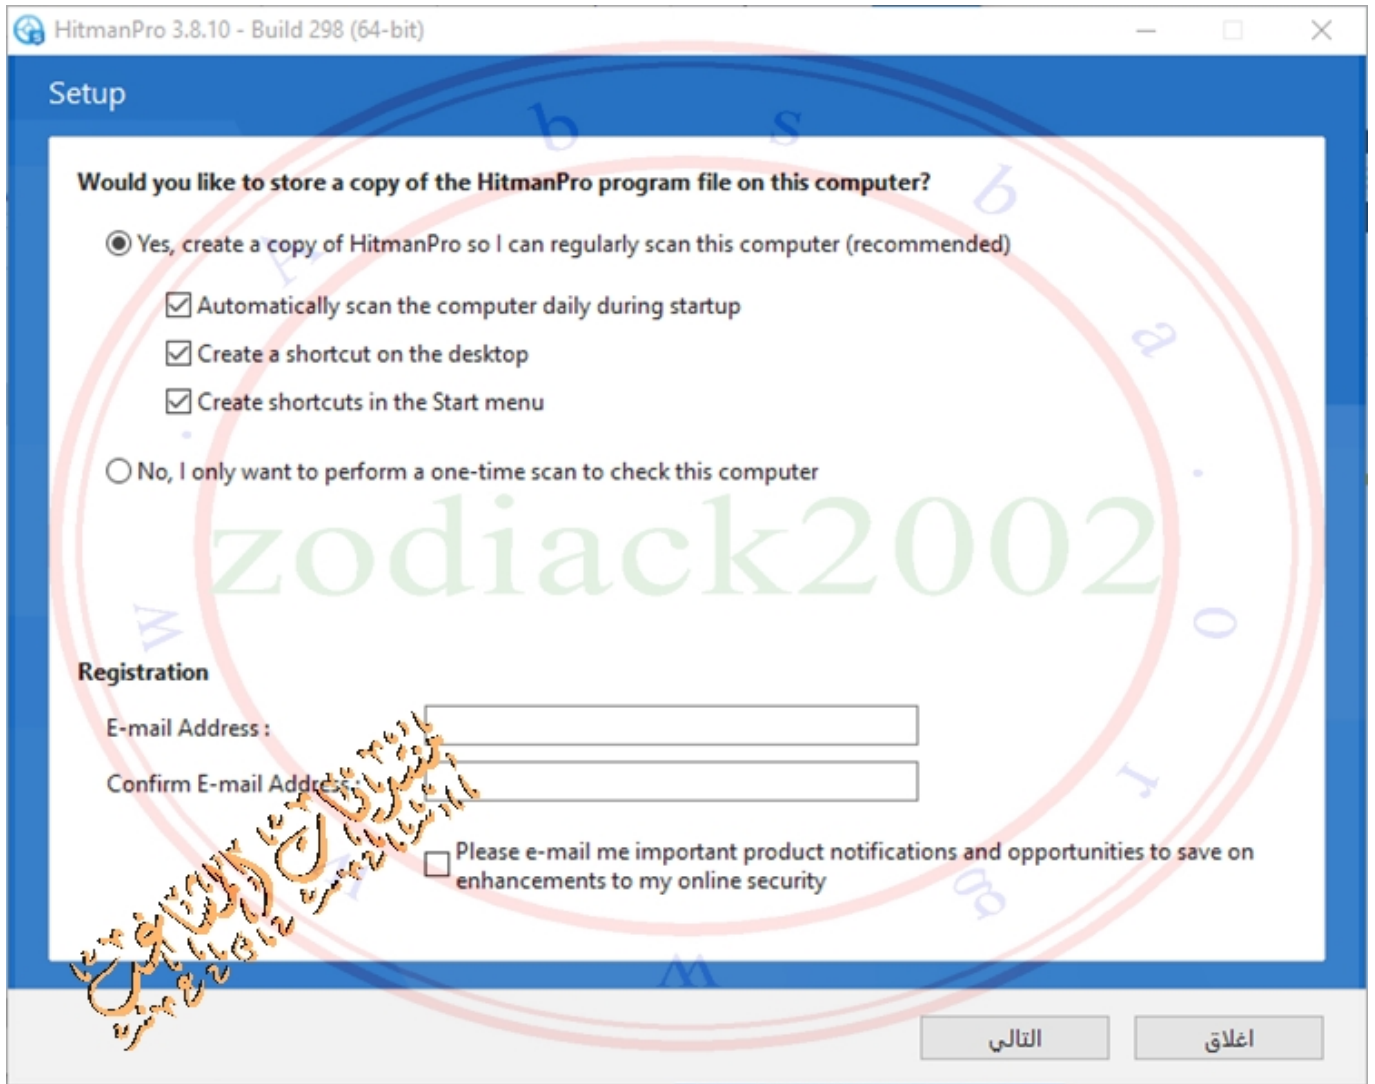 HitmanPro 3.8.10 - Build 298 (64-bit)
Setup
Would you like to store a copy of the HitmanPro program file on this computer?
Yes, create a copy of HitmanPro so I can regularly scan this computer (recommended)
Automatically scan the computer daily during startup
Create a shortcut on the desktop
Create shortcuts in the Start menu
No, I only want to perform a one-time scan to check this computer
zodiack2002
Registration
E-mail Address :
Confirm E-mail Address :
Please e-mail me important product notifications and opportunities to save on
enhancements to my online security
التالي
اغلاق
www.Absba.org